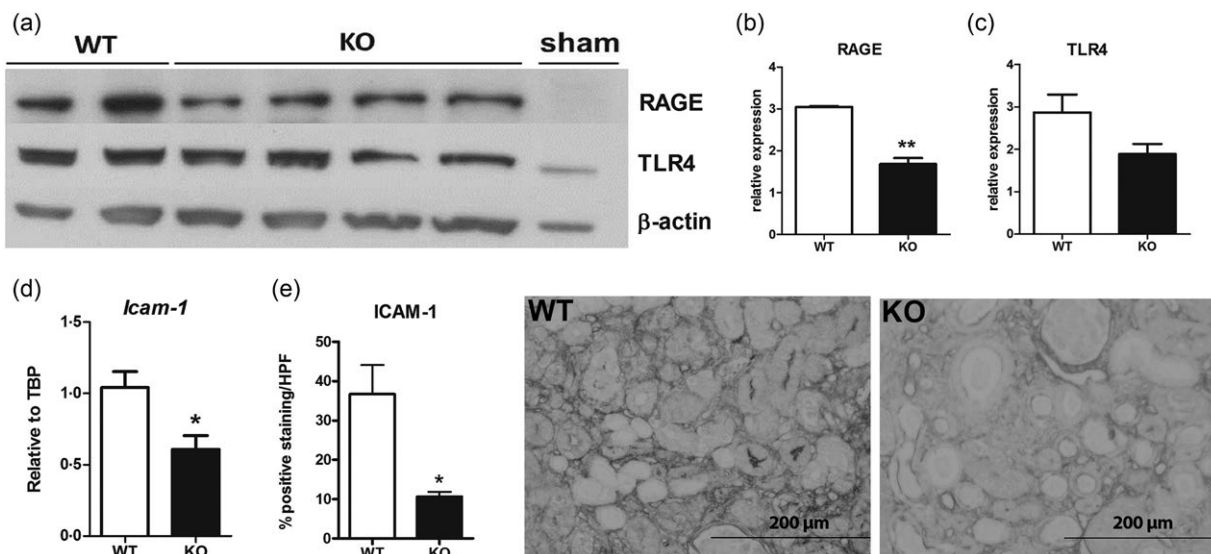 (a)
WT KO sham
RAGE
TLR4
β-actin
(b)
RAGE
relative expression
4
3
2
1
0
**
WT KO
(c)
TLR4
relative expression
4
3
2
1
0
WT KO
(d)
Icam-1
Relative to TBP
1·5
1·0
0·5
0·0
*
WT KO
(e)
ICAM-1
%positive staining/HPF
50
40
30
20
10
0
*
WT KO
WT
200 µm
KO
200 µm